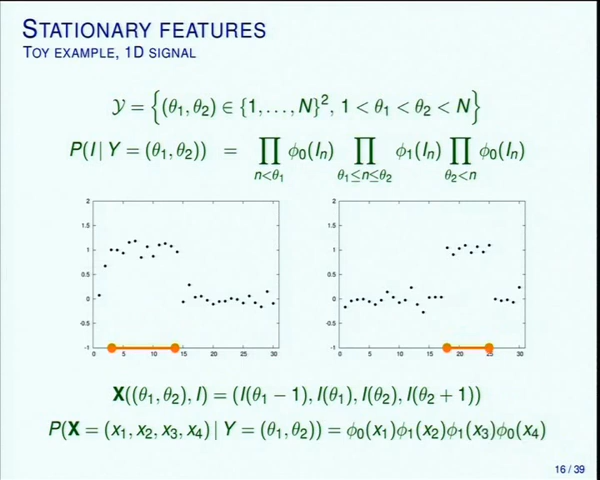 STATIONARY FEATURES
TOY EXAMPLE, 1D SIGNAL
𝒴 = {(θ₁, θ₂) ∈ {1, . . . , N}², 1 < θ₁ < θ₂ < N}
P(I | Y = (θ₁, θ₂)) = ∏ φ₀(Iₙ) ∏ φ₁(Iₙ) ∏ φ₀(Iₙ)
n<θ₁ θ₁≤n≤θ₂ θ₂<n
2
1.5
1
0.5
0
-0.5
-1
0 5 10 15 20 25 30
2
1.5
1
0.5
0
-0.5
-1
0 5 10 15 20 25 30
X((θ₁, θ₂), I) = (I(θ₁ − 1), I(θ₁), I(θ₂), I(θ₂ + 1))
P(X = (x₁, x₂, x₃, x₄) | Y = (θ₁, θ₂)) = φ₀(x₁)φ₁(x₂)φ₁(x₃)φ₀(x₄)
16 / 39